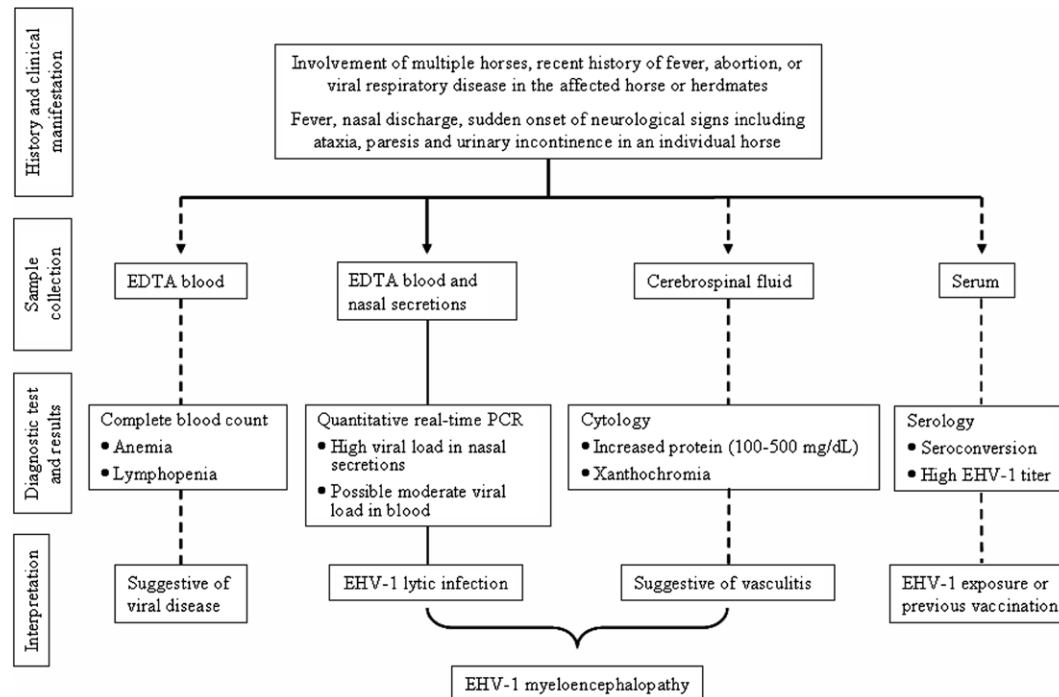 History and clinical
manifestation
Involvement of multiple horses, recent history of fever, abortion, or
viral respiratory disease in the affected horse or herdmates
Fever, nasal discharge, sudden onset of neurological signs including
ataxia, paresis and urinary incontinence in an individual horse
Sample
collection
EDTA blood
EDTA blood and
nasal secretions
Cerebrospinal fluid
Serum
Diagnostic test
and results
Complete blood count
● Anemia
● Lymphopenia
Quantitative real-time PCR
● High viral load in nasal
secretions
● Possible moderate viral
load in blood
Cytology
● Increased protein (100-500 mg/dL)
● Xanthochromia
Serology
● Seroconversion
● High EHV-1 titer
Interpretation
Suggestive of
viral disease
EHV-1 lytic infection
Suggestive of vasculitis
EHV-1 exposure or
previous vaccination
EHV-1 myeloencephalopathy